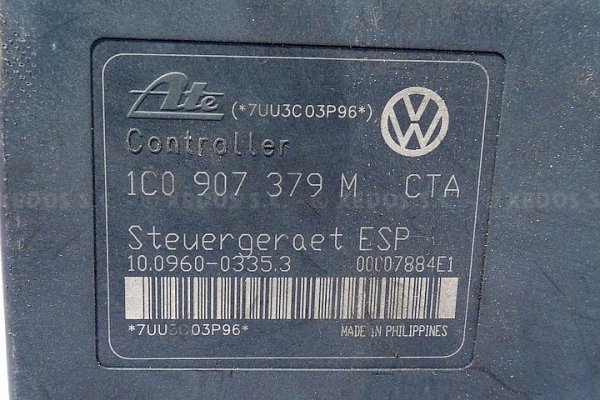 Ate (*7UU3C03P96*)
Controller
1C0 907 379 M CTA
Steuergeraet ESP
10.0960-0335.3 00007884E1
*7UU3C03P96*
MADE IN PHILIPPINES